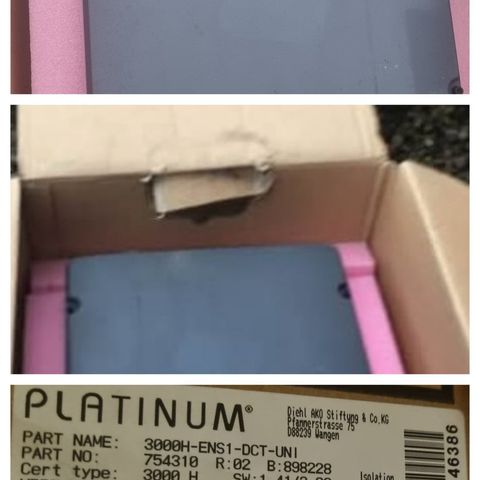 PLATINUM®
Diehl AKO Stiftung & Co.KG
Pfannerstrasse 75
D88239 Wangen
PART NAME: 3000H-ENS1-DCT-UNI
PART NO: 754310 R:02 B:898228
Cert type: 3000 H
Isolation
46386